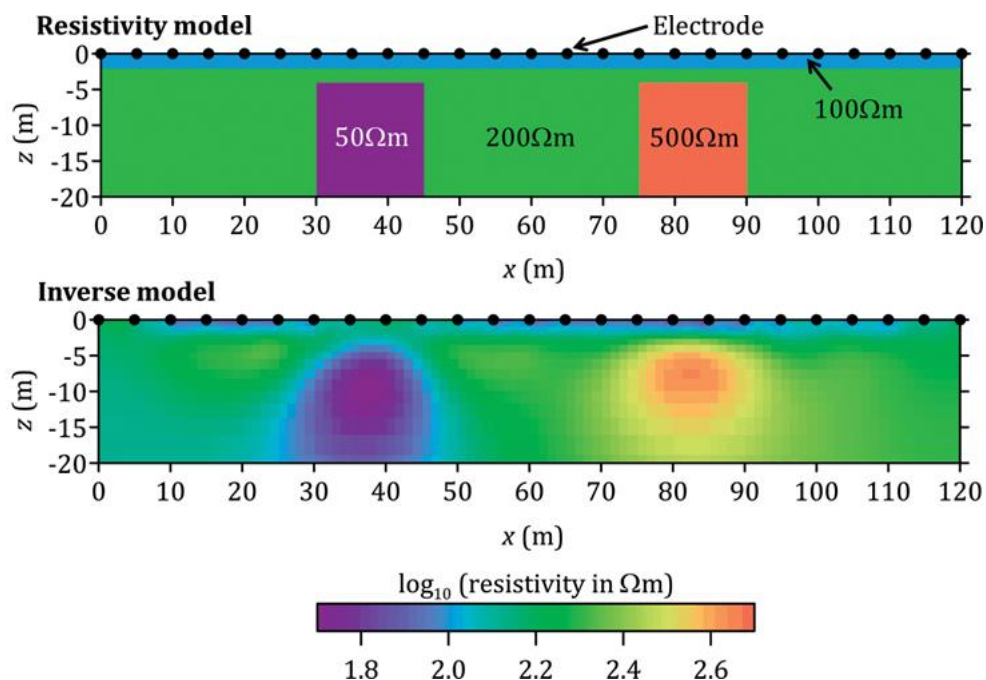 Resistivity model
Electrode
0
-5
-10
-15
-20
z (m)
50Ωm
200Ωm
500Ωm
100Ωm
0 10 20 30 40 50 60 70 80 90 100 110 120
x (m)
Inverse model
0
-5
-10
-15
-20
z (m)
0 10 20 30 40 50 60 70 80 90 100 110 120
x (m)
log₁₀ (resistivity in Ωm)
1.8 2.0 2.2 2.4 2.6